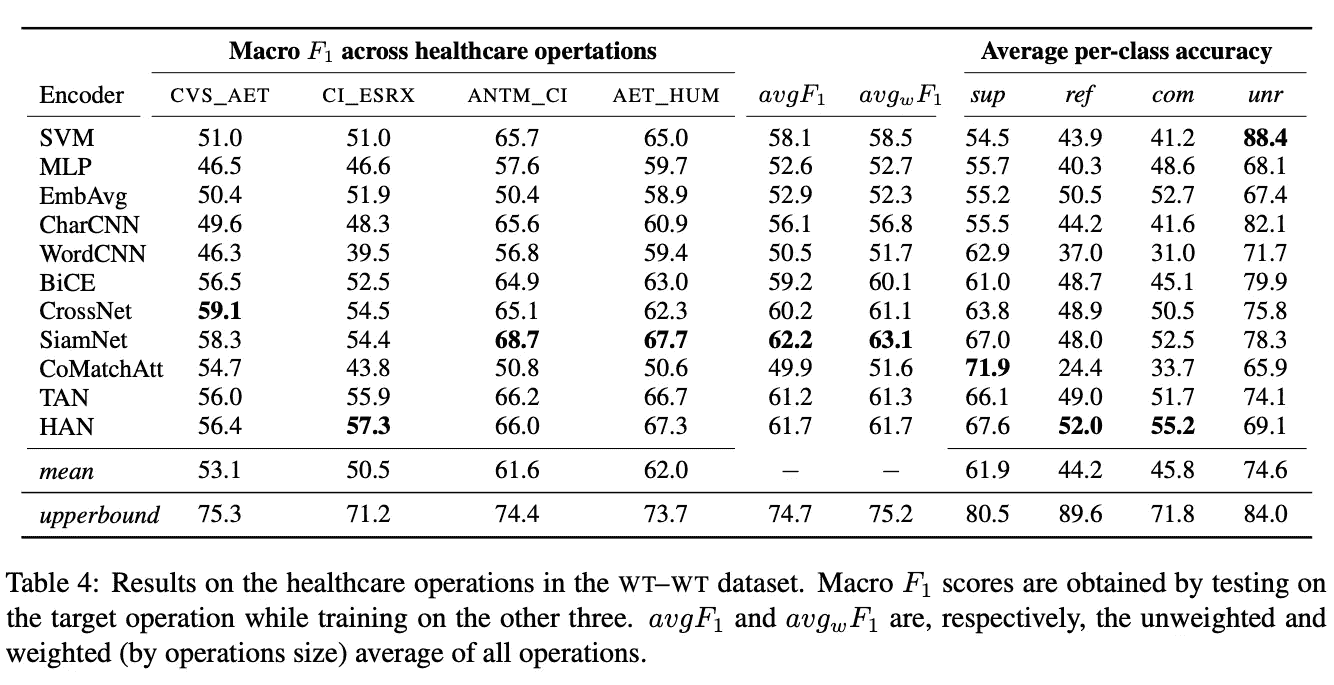 Macro F1 across healthcare opertations Average per-class accuracy
Encoder CVS_AET CI_ESRX ANTM_CI AET_HUM avgF1 avgwF1 sup ref com unr
SVM 51.0 51.0 65.7 65.0 58.1 58.5 54.5 43.9 41.2 88.4
MLP 46.5 46.6 57.6 59.7 52.6 52.7 55.7 40.3 48.6 68.1
EmbAvg 50.4 51.9 50.4 58.9 52.9 52.3 55.2 50.5 52.7 67.4
CharCNN 49.6 48.3 65.6 60.9 56.1 56.8 55.5 44.2 41.6 82.1
WordCNN 46.3 39.5 56.8 59.4 50.5 51.7 62.9 37.0 31.0 71.7
BiCE 56.5 52.5 64.9 63.0 59.2 60.1 61.0 48.7 45.1 79.9
CrossNet 59.1 54.5 65.1 62.3 60.2 61.1 63.8 48.9 50.5 75.8
SiamNet 58.3 54.4 68.7 67.7 62.2 63.1 67.0 48.0 52.5 78.3
CoMatchAtt 54.7 43.8 50.8 50.6 49.9 51.6 71.9 24.4 33.7 65.9
TAN 56.0 55.9 66.2 66.7 61.2 61.3 66.1 49.0 51.7 74.1
HAN 56.4 57.3 66.0 67.3 61.7 61.7 67.6 52.0 55.2 69.1
mean 53.1 50.5 61.6 62.0 – – 61.9 44.2 45.8 74.6
upperbound 75.3 71.2 74.4 73.7 74.7 75.2 80.5 89.6 71.8 84.0
Table 4: Results on the healthcare operations in the WT–WT dataset. Macro F1 scores are obtained by testing on
the target operation while training on the other three. avgF1 and avgwF1 are, respectively, the unweighted and
weighted (by operations size) average of all operations.